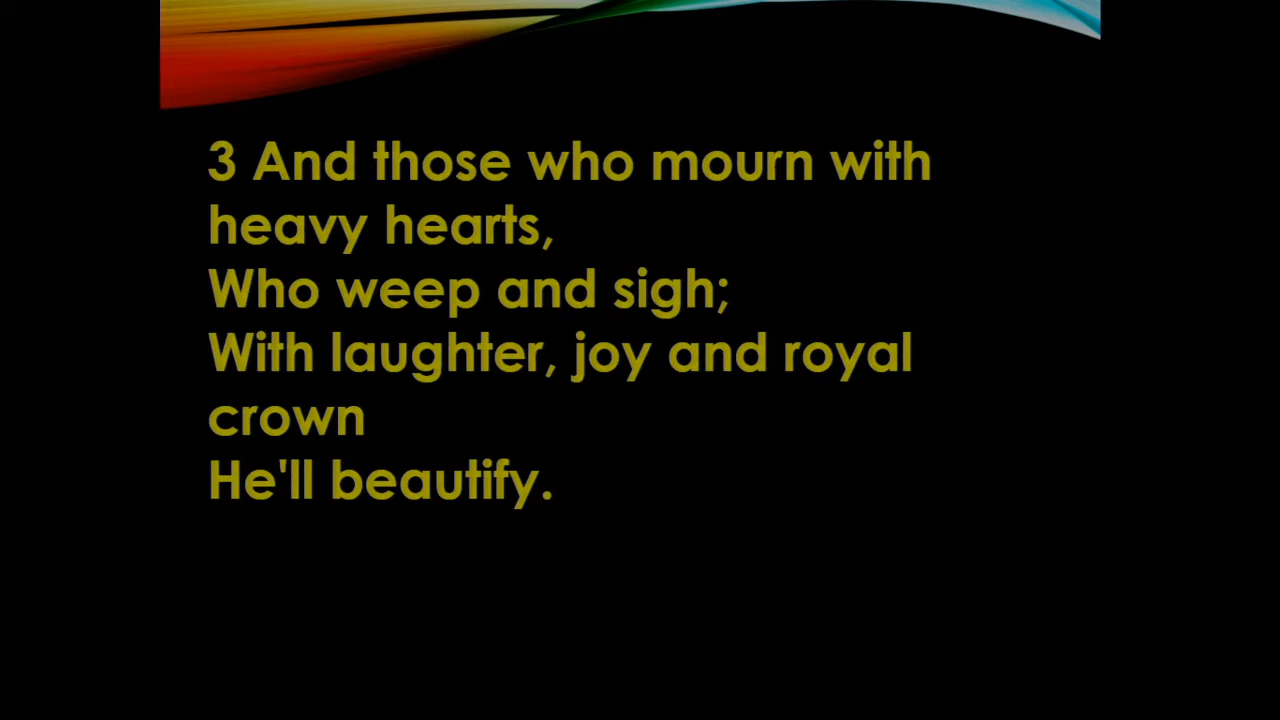 3 And those who mourn with
heavy hearts,
Who weep and sigh;
With laughter, joy and royal
crown
He'll beautify.